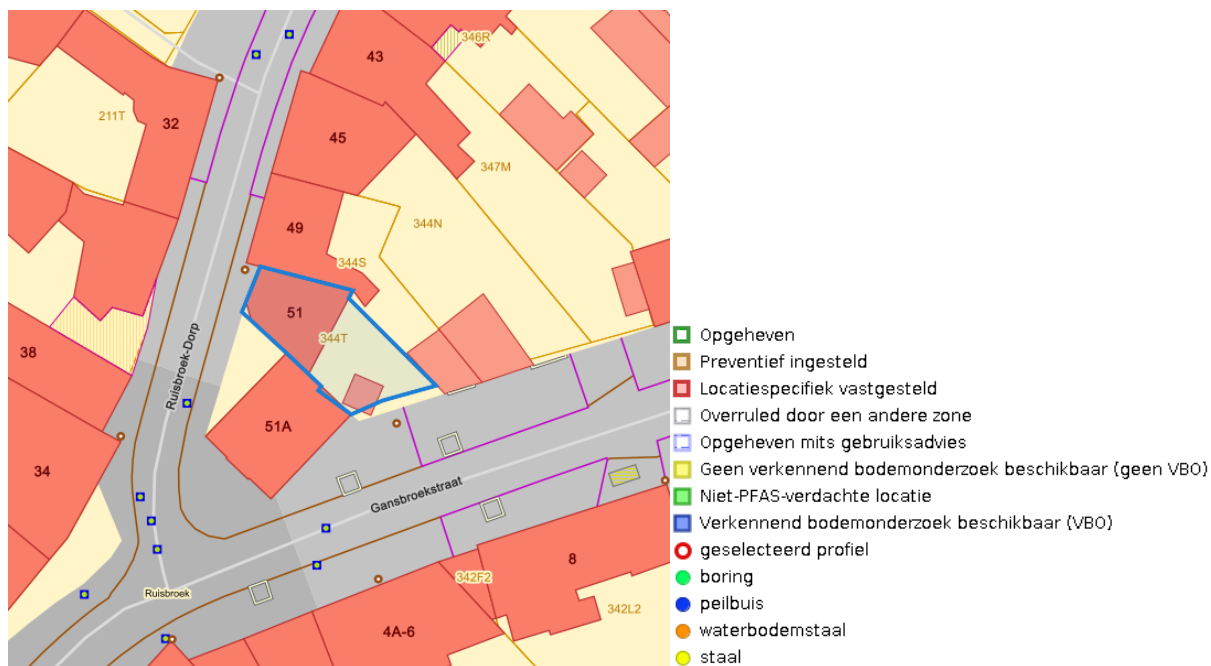 43
346R
211T
32
45
347M
344N
49
344S
51
344T
38
Ruisbroek-Dorp
51A
34
Gansbroekstraat
Ruisbroek
342F2
8
342L2
4A-6
Opgeheven
Preventief ingesteld
Locatiespecifiek vastgesteld
Overruled door een andere zone
Opgeheven mits gebruiksadvies
Geen verkennend bodemonderzoek beschikbaar (geen VBO)
Niet-PFAS-verdachte locatie
Verkennend bodemonderzoek beschikbaar (VBO)
geselecteerd profiel
boring
peilbuis
waterbodemstaal
staal